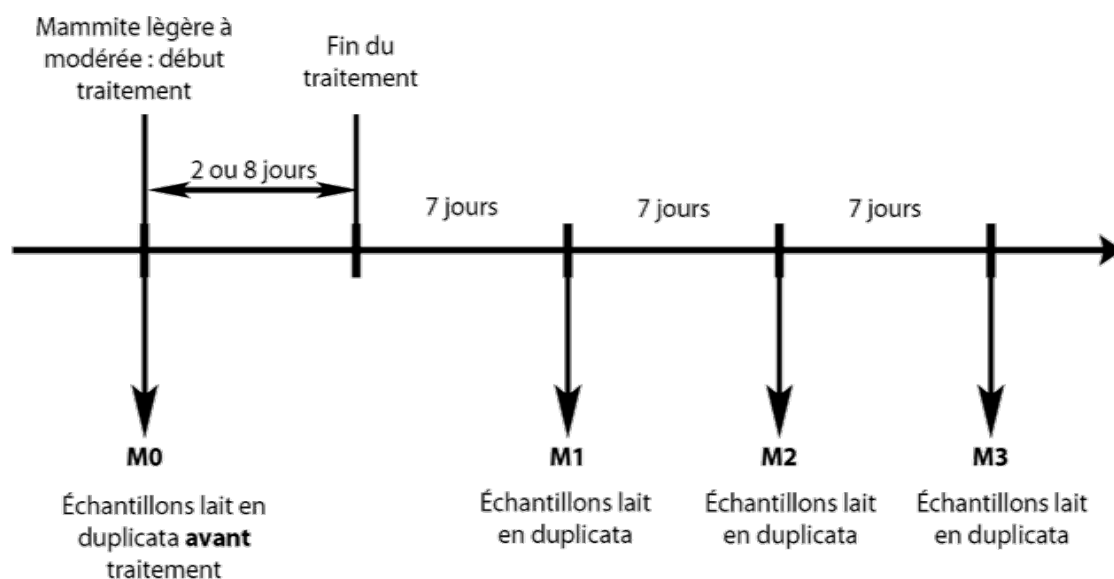 Mammite lègère à
modérée : début
traitement
Fin du
traitement
2 ou 8 jours
7 jours
7 jours
7 jours
M0
Échantillons lait en
duplicata avant
traitement
M1
Échantillons lait
en duplicata
M2
Échantillons lait
en duplicata
M3
Échantillons lait
en duplicata